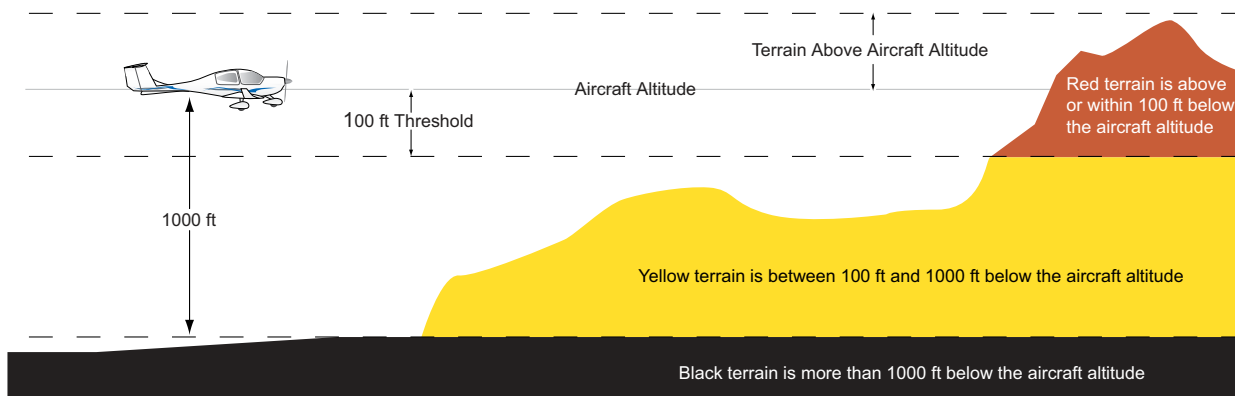 Terrain Above Aircraft Altitude
Aircraft Altitude
Red terrain is above
or within 100 ft below
the aircraft altitude
100 ft Threshold
1000 ft
Yellow terrain is between 100 ft and 1000 ft below the aircraft altitude
Black terrain is more than 1000 ft below the aircraft altitude